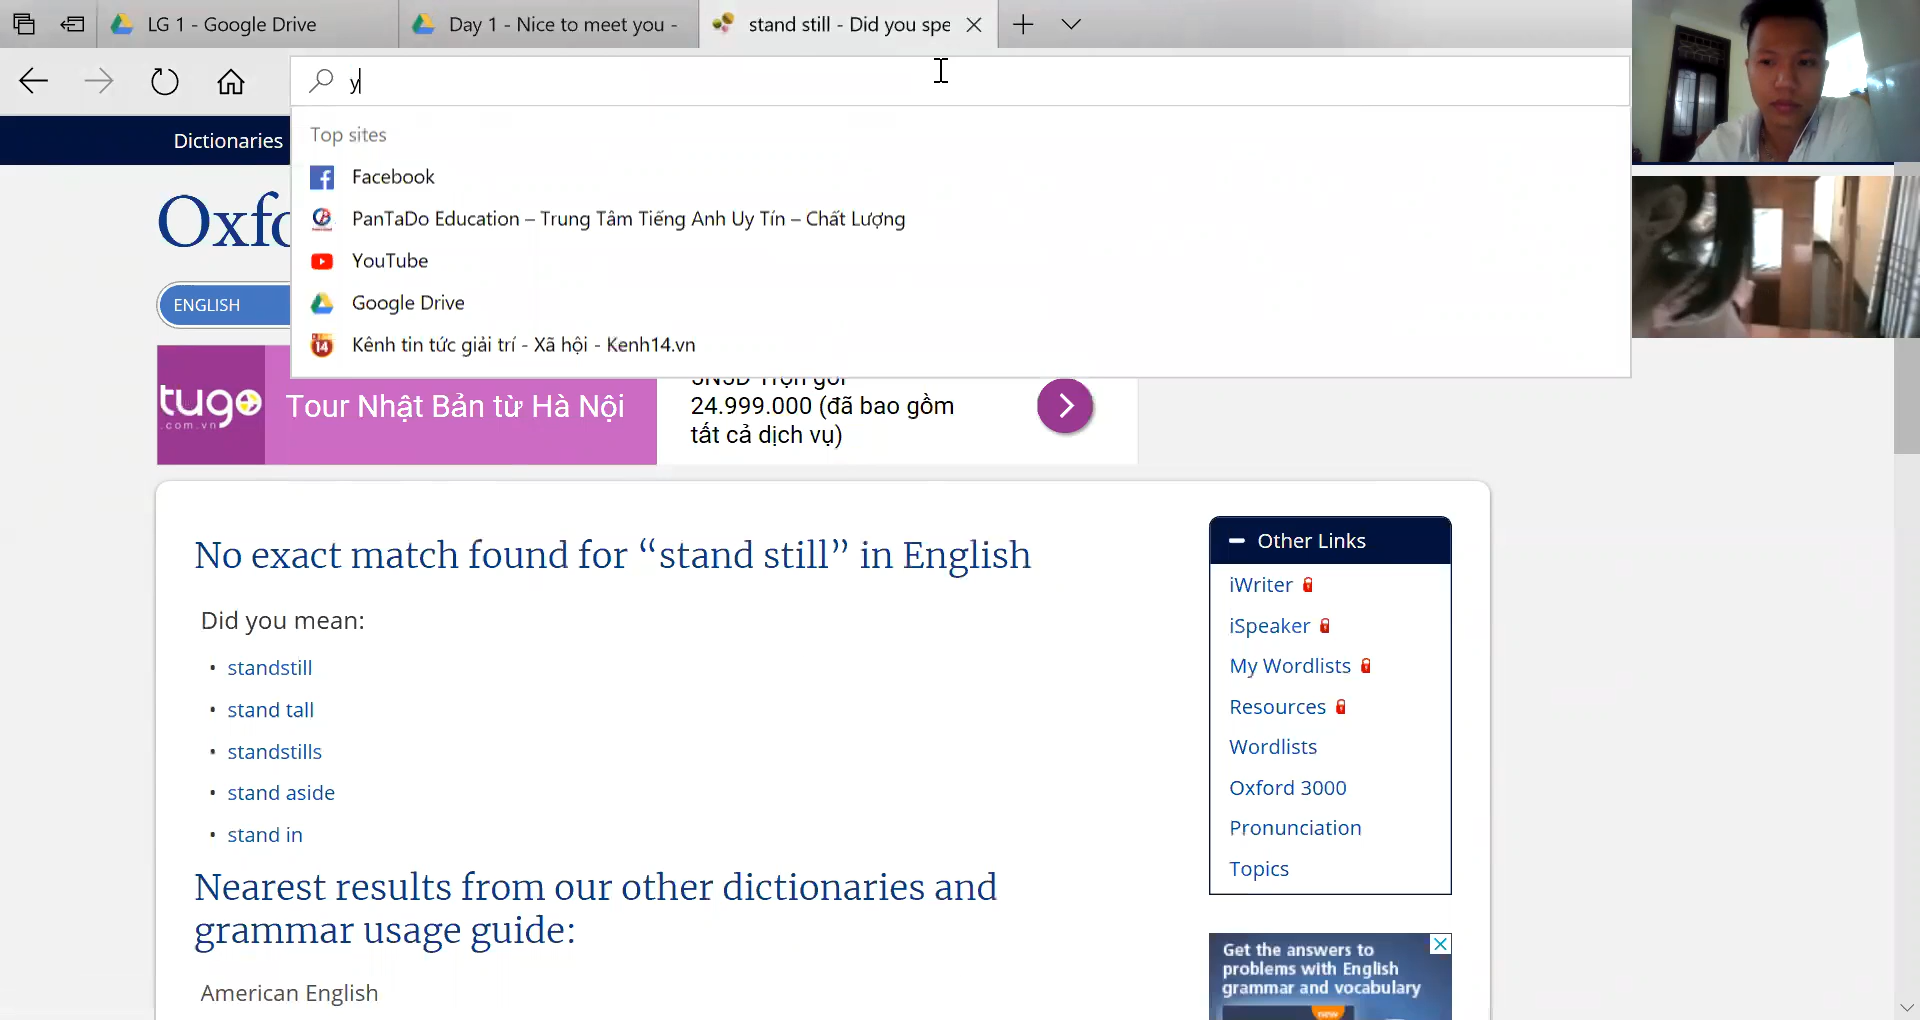 LG 1 - Google Drive
Day 1 - Nice to meet you -
stand still - Did you spe
y
Top sites
Facebook
PanTaDo Education – Trung Tâm Tiếng Anh Uy Tín – Chất Lượng
YouTube
Google Drive
Kênh tin tức giải trí - Xã hội - Kenh14.vn
Dictionaries
Oxfo
ENGLISH
tugo
.com.vn
Tour Nhật Bản từ Hà Nội
5N5D Trọn gói
24.999.000 (đã bao gồm
tất cả dịch vụ)
No exact match found for “stand still” in English
Did you mean:
• standstill
• stand tall
• standstills
• stand aside
• stand in
Nearest results from our other dictionaries and
grammar usage guide:
American English
Other Links
iWriter
iSpeaker
My Wordlists
Resources
Wordlists
Oxford 3000
Pronunciation
Topics
Get the answers to
problems with English
grammar and vocabulary
new